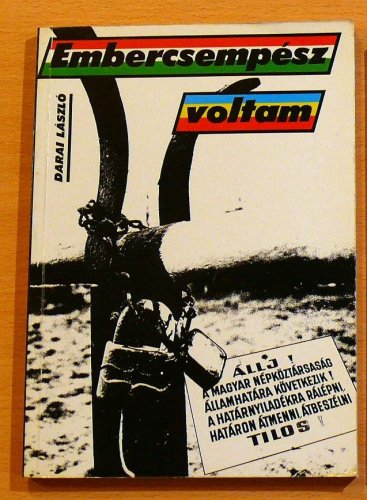 Embercsempész
voltam
DARAI LÁSZLÓ
ÁLLJ !
A MAGYAR NÉPKÖZTÁRSASÁG
ÁLLAMHATÁRA KÖVETKEZIK !
A HATÁRNYILADÉKRA RÁLÉPNI,
HATÁRON ÁTMENNI ÁTBESZÉLNI
TILOS !